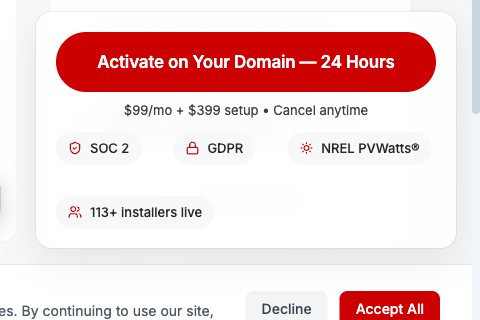 Activate on Your Domain — 24 Hours
$99/mo + $399 setup • Cancel anytime
SOC 2
GDPR
NREL PVWatts®
113+ installers live
es. By continuing to use our site,
Decline
Accept All